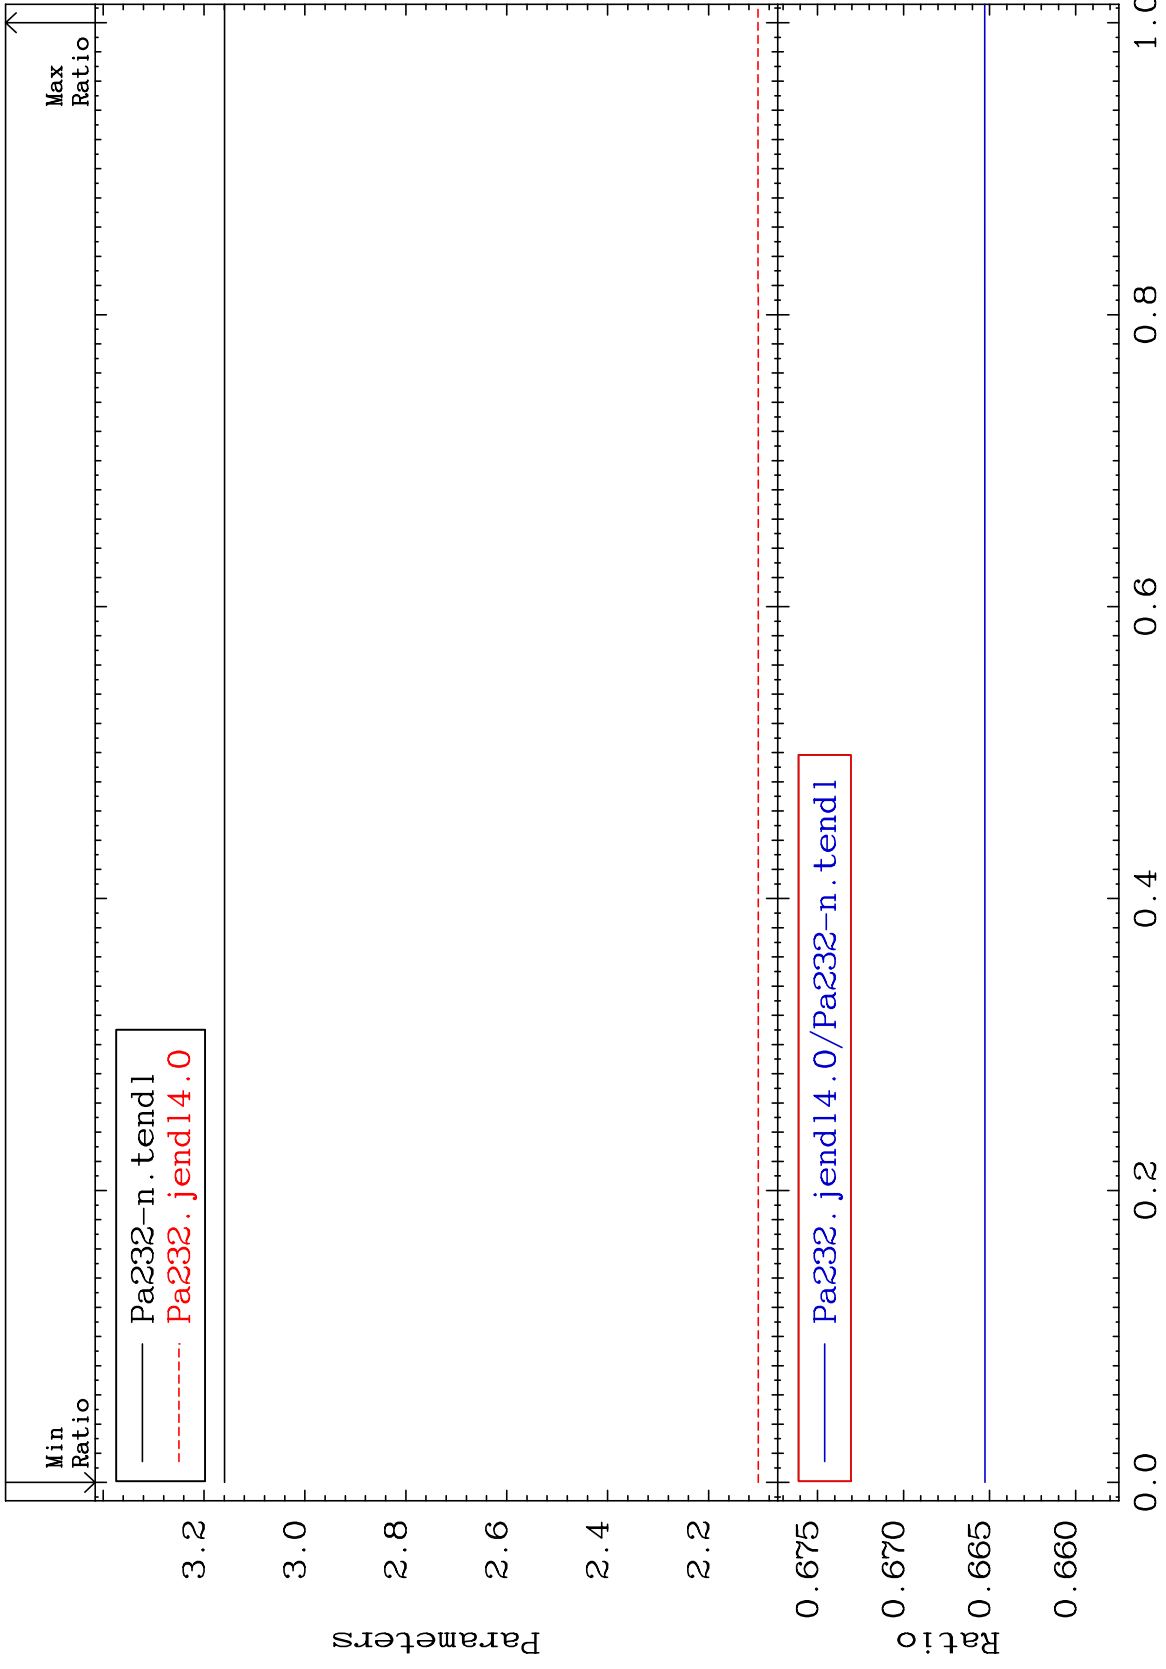 Min
Ratio
Max
Ratio
Pa232-n.tendl
Pa232.jendl4.0
3.2
3.0
2.8
2.6
2.4
2.2
Parameters
Pa232.jendl4.0/Pa232-n.tendl
0.675
0.670
0.665
0.660
Ratio
0.0
0.2
0.4
0.6
0.8
1.0